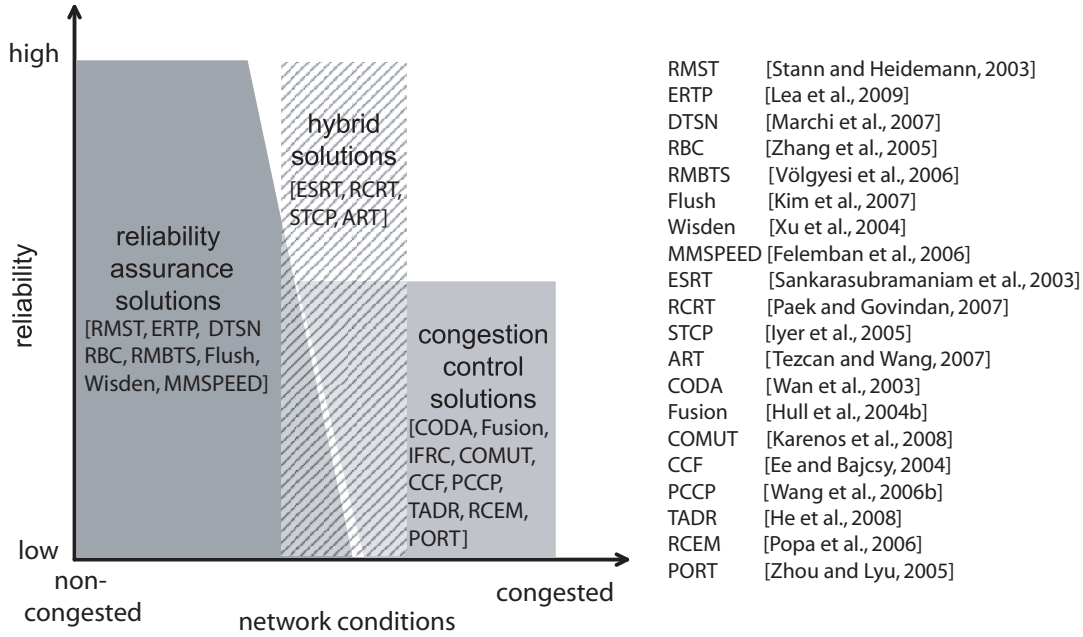 high
reliability
low
non-
congested
network conditions
congested
reliability
assurance
solutions
[RMST, ERTP, DTSN
RBC, RMBTS, Flush,
Wisden, MMSPEED]
hybrid
solutions
[ESRT, RCRT,
STCP, ART]
congestion
control
solutions
[CODA, Fusion,
IFRC, COMUT,
CCF, PCCP,
TADR, RCEM,
PORT]
RMST [Stann and Heidemann, 2003]
ERTP [Lea et al., 2009]
DTSN [Marchi et al., 2007]
RBC [Zhang et al., 2005]
RMBTS [Völgyesi et al., 2006]
Flush [Kim et al., 2007]
Wisden [Xu et al., 2004]
MMSPEED [Felemban et al., 2006]
ESRT [Sankarasubramaniam et al., 2003]
RCRT [Paek and Govindan, 2007]
STCP [Iyer et al., 2005]
ART [Tezcan and Wang, 2007]
CODA [Wan et al., 2003]
Fusion [Hull et al., 2004b]
COMUT [Karenos et al., 2008]
CCF [Ee and Bajcsy, 2004]
PCCP [Wang et al., 2006b]
TADR [He et al., 2008]
RCEM [Popa et al., 2006]
PORT [Zhou and Lyu, 2005]